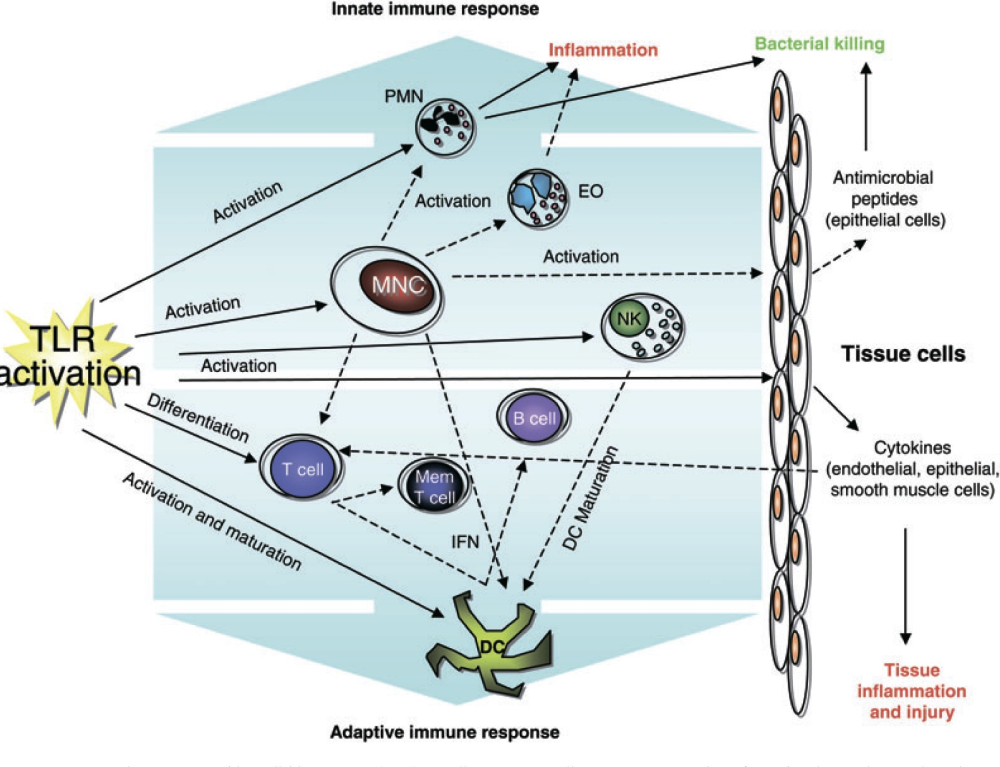 Innate immune response
Inflammation
Bacterial killing
PMN
Activation
Activation
EO
Antimicrobial
peptides
(epithelial cells)
Activation
MNC
Activation
NK
TLR
activation
Activation
Tissue cells
Differentiation
B cell
T cell
Mem
T cell
Cytokines
(endothelial, epithelial,
smooth muscle cells)
Activation and maturation
IFN
DC Maturation
DC
Tissue
inflammation
and injury
Adaptive immune response